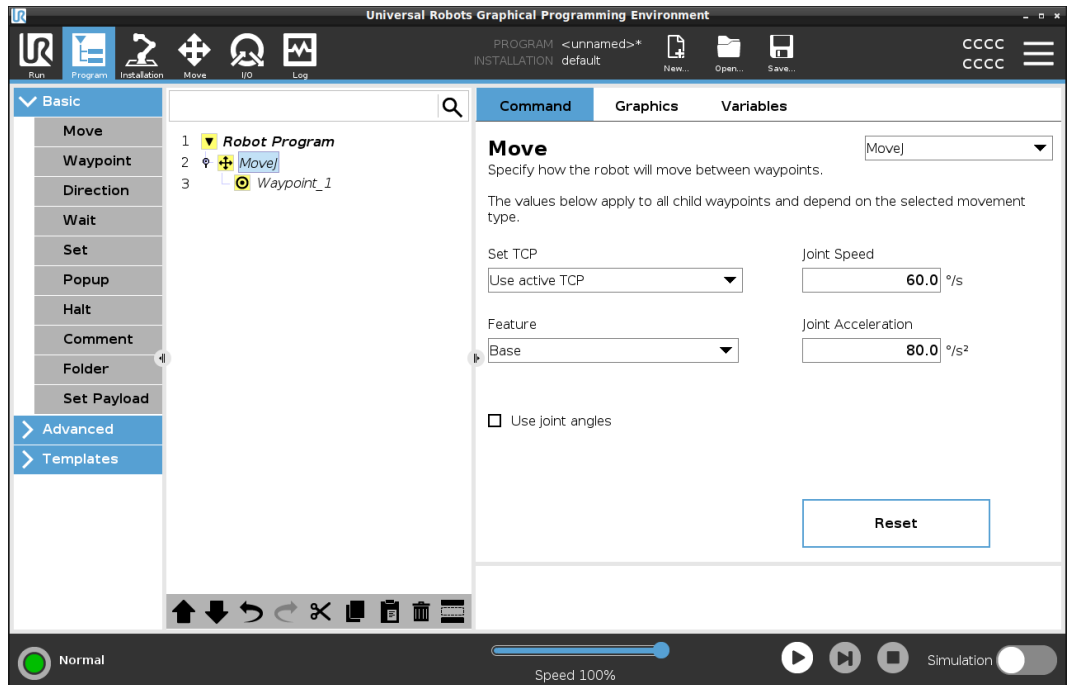 UR
Universal Robots Graphical Programming Environment
UR
Run
Program
Installation
Move
I/O
Log
PROGRAM <unnamed>*
INSTALLATION default
New...
Open...
Save...
CCCC
CCCC
Basic
Move
Waypoint
Direction
Wait
Set
Popup
Halt
Comment
Folder
Set Payload
Advanced
Templates
1 Robot Program
2 MoveJ
3 Waypoint_1
Command Graphics Variables
Move
MoveJ
Specify how the robot will move between waypoints.
The values below apply to all child waypoints and depend on the selected movement
type.
Set TCP
Use active TCP
Joint Speed
60.0 °/s
Feature
Base
Joint Acceleration
80.0 °/s²
Use joint angles
Reset
Normal
Speed 100%
Simulation